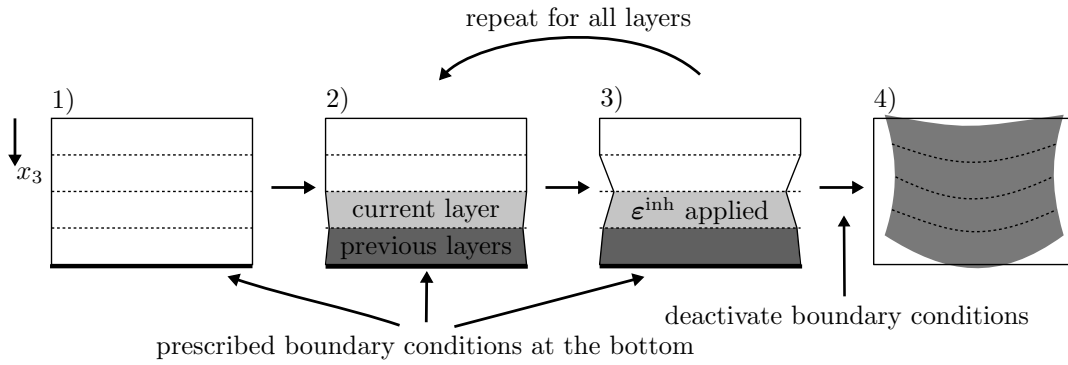 repeat for all layers
1)
2)
3)
4)
x₃
current layer
previous layers
εⁱⁿʰ applied
deactivate boundary conditions
prescribed boundary conditions at the bottom